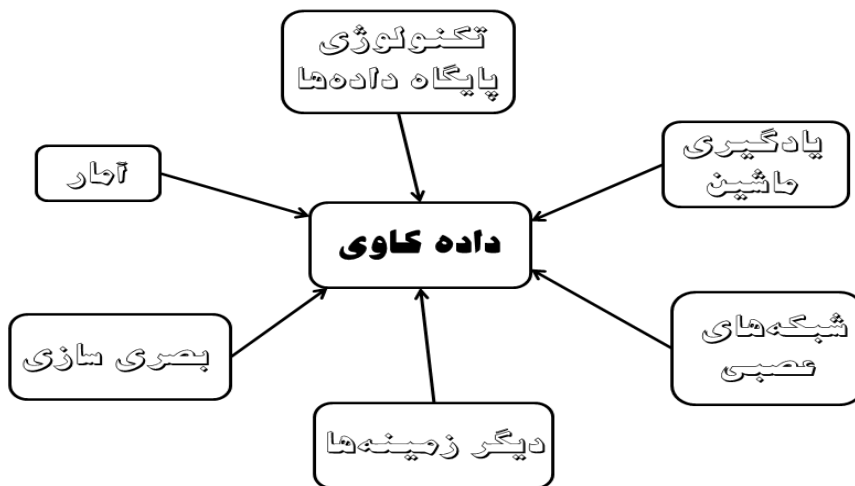 تکنولوژی
پایگاه داده‌ها
یادگیری
ماشین
آمار
داده کاوی
شبکه‌های
عصبی
بصری سازی
دیگر زمینه‌ها